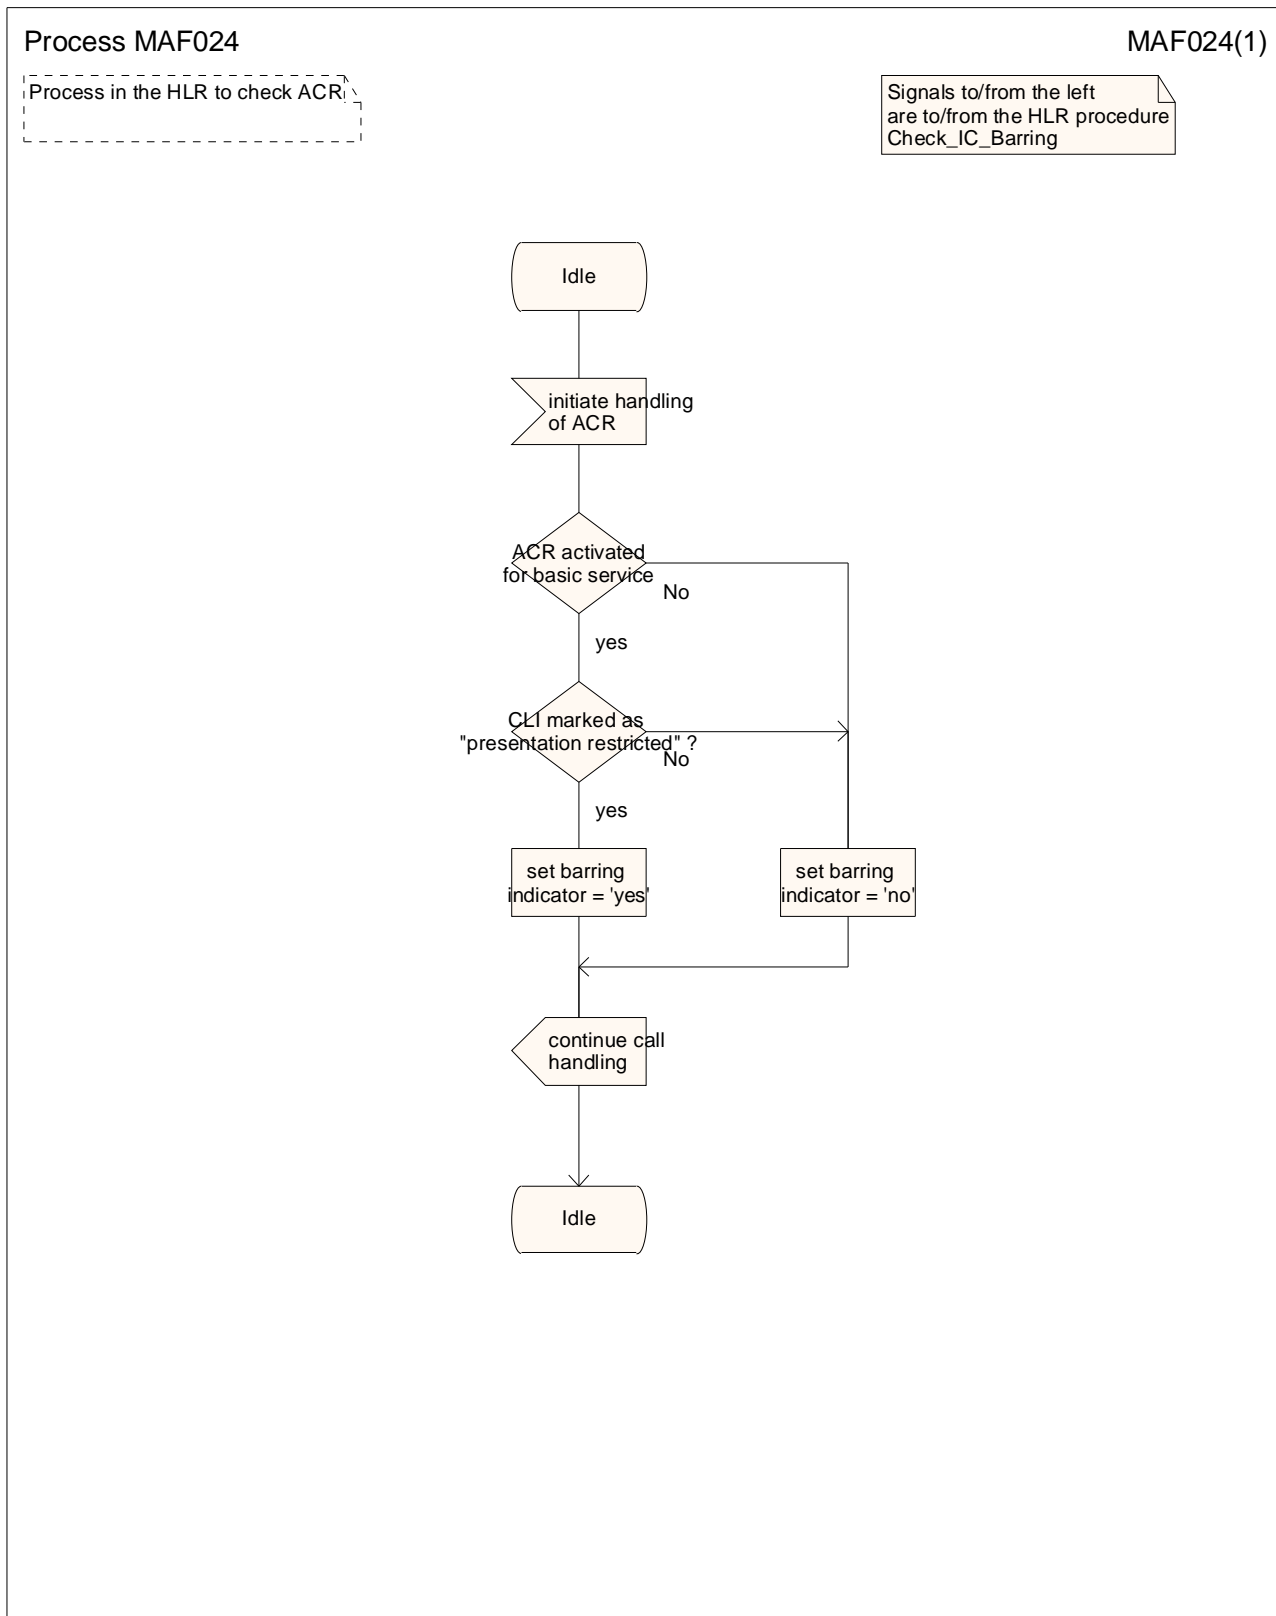 Process MAF024
MAF024(1)
Process in the HLR to check ACR
Signals to/from the left
are to/from the HLR procedure
Check_IC_Barring
Idle
initiate handling
of ACR
ACR activated
for basic service
No
yes
CLI marked as
"presentation restricted" ?
No
yes
set barring
indicator = 'yes'
set barring
indicator = 'no'
continue call
handling
Idle